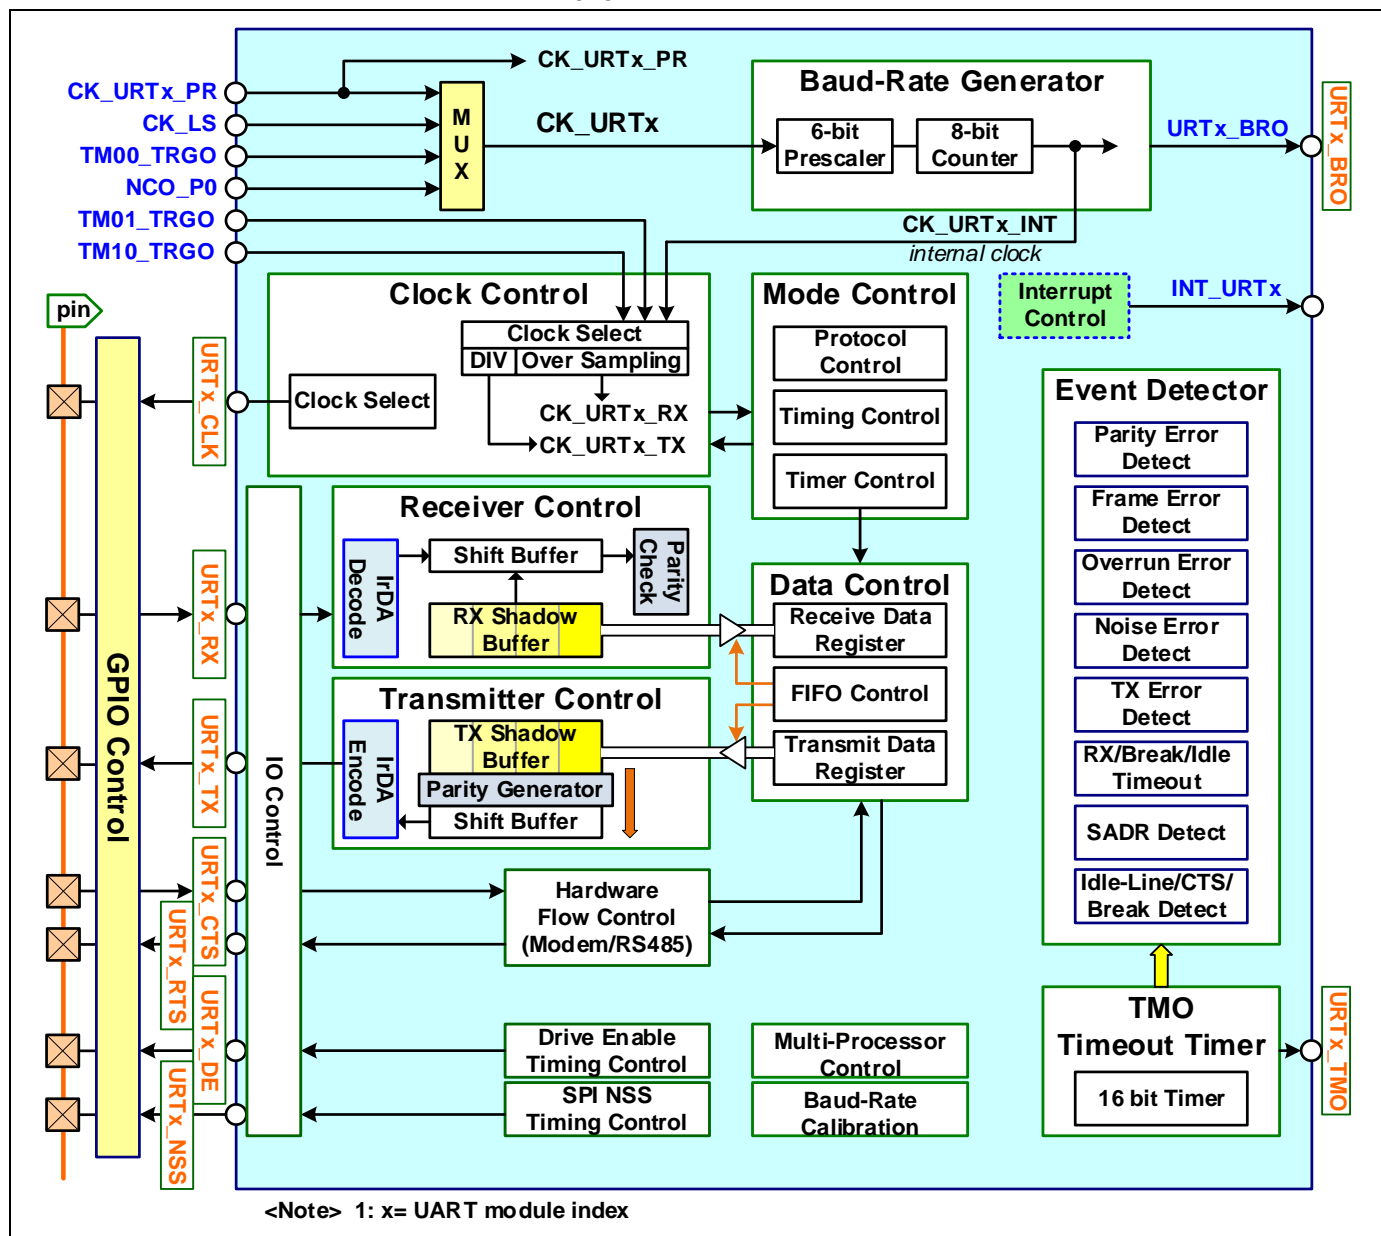 CK_URTx_PR
CK_URTx_PR
CK_LS
TM00_TRGO
NCO_P0
TM01_TRGO
TM10_TRGO
M
U
X
CK_URTx
Baud-Rate Generator
6-bit
Prescaler
8-bit
Counter
URTx_BRO
URTx_BRO
CK_URTx_INT
internal clock
Clock Control
Clock Select
DIV
Over Sampling
Clock Select
CK_URTx_RX
CK_URTx_TX
Mode Control
Protocol
Control
Timing Control
Timer Control
Interrupt
Control
INT_URTx
pin
GPIO Control
URTx_CLK
URTx_RX
URTx_TX
URTx_CTS
URTx_RTS
URTx_DE
URTx_NSS
IO Control
Receiver Control
IrDA
Decode
Shift Buffer
Parity
Check
RX Shadow
Buffer
Transmitter Control
IrDA
Encode
TX Shadow
Buffer
Parity Generator
Shift Buffer
Data Control
Receive Data
Register
FIFO Control
Transmit Data
Register
Hardware
Flow Control
(Modem/RS485)
Drive Enable
Timing Control
SPI NSS
Timing Control
Multi-Processor
Control
Baud-Rate
Calibration
Event Detector
Parity Error
Detect
Frame Error
Detect
Overrun Error
Detect
Noise Error
Detect
TX Error
Detect
RX/Break/Idle
Timeout
SADR Detect
Idle-Line/CTS/
Break Detect
TMO
Timeout Timer
16 bit Timer
URTx_TMO
<Note>  1: x= UART module index